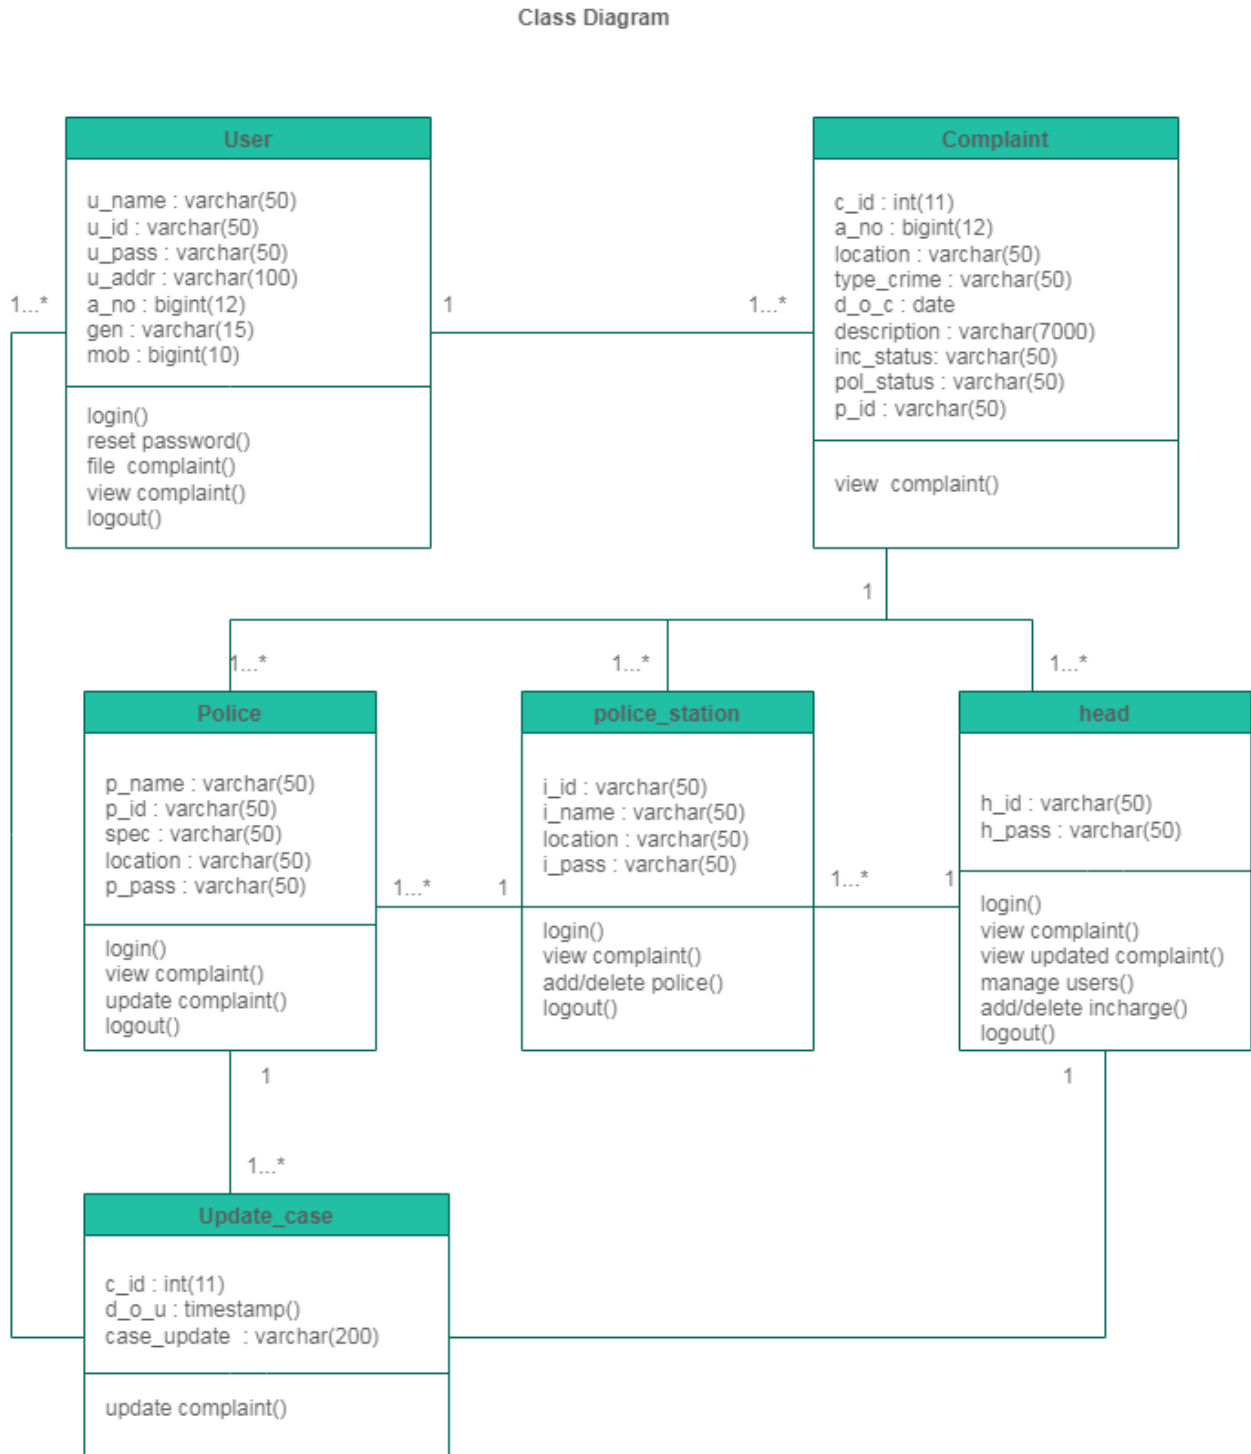 Class Diagram
User
u_name : varchar(50)
u_id : varchar(50)
u_pass : varchar(50)
u_addr : varchar(100)
a_no : bigint(12)
gen : varchar(15)
mob : bigint(10)
login()
reset password()
file  complaint()
view complaint()
logout()
1...*
1
1...*
Complaint
c_id : int(11)
a_no : bigint(12)
location : varchar(50)
type_crime : varchar(50)
d_o_c : date
description : varchar(7000)
inc_status: varchar(50)
pol_status : varchar(50)
p_id : varchar(50)
view  complaint()
1
1...*
1...*
1...*
Police
p_name : varchar(50)
p_id : varchar(50)
spec : varchar(50)
location : varchar(50)
p_pass : varchar(50)
login()
view complaint()
update complaint()
logout()
1...*
1
police_station
i_id : varchar(50)
i_name : varchar(50)
location : varchar(50)
i_pass : varchar(50)
login()
view complaint()
add/delete police()
logout()
1...*
1
head
h_id : varchar(50)
h_pass : varchar(50)
login()
view complaint()
view updated complaint()
manage users()
add/delete incharge()
logout()
1
1
1...*
Update_case
c_id : int(11)
d_o_u : timestamp()
case_update  : varchar(200)
update complaint()